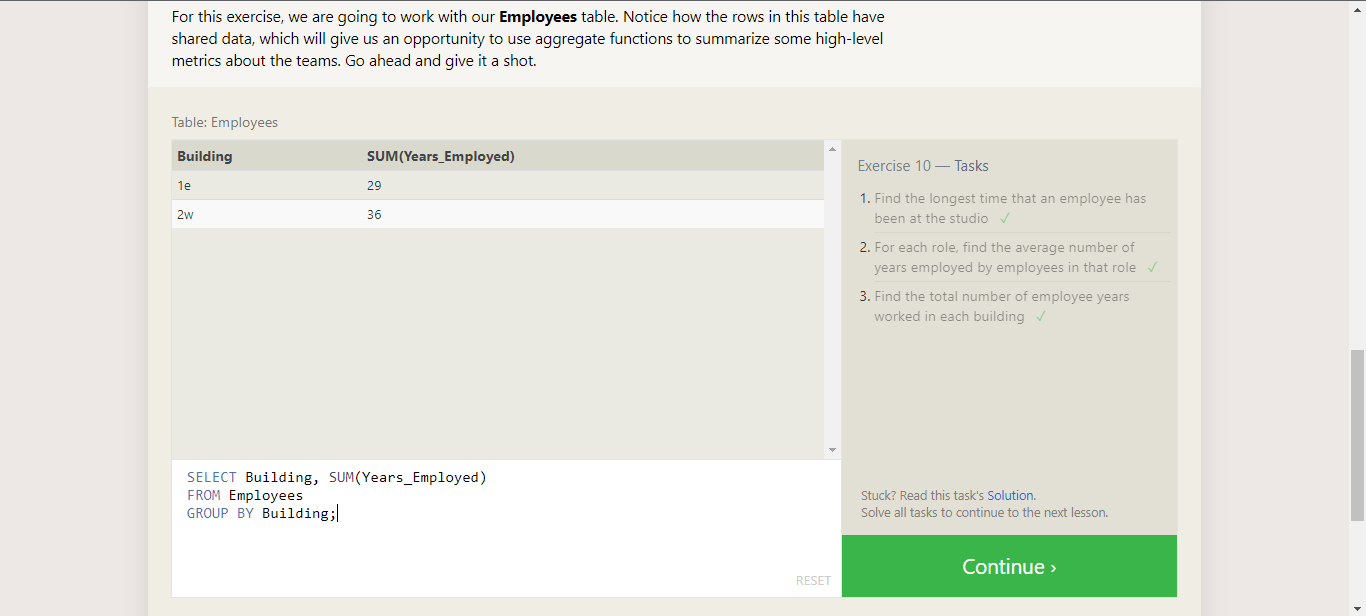 For this exercise, we are going to work with our Employees table. Notice how the rows in this table have
shared data, which will give us an opportunity to use aggregate functions to summarize some high-level
metrics about the teams. Go ahead and give it a shot.
Table: Employees
Building SUM(Years_Employed)
1e 29
2w 36
SELECT Building, SUM(Years_Employed)
FROM Employees
GROUP BY Building;
RESET
Exercise 10 — Tasks
1. Find the longest time that an employee has
been at the studio ✓
2. For each role, find the average number of
years employed by employees in that role ✓
3. Find the total number of employee years
worked in each building ✓
Stuck? Read this task's Solution.
Solve all tasks to continue to the next lesson.
Continue ›